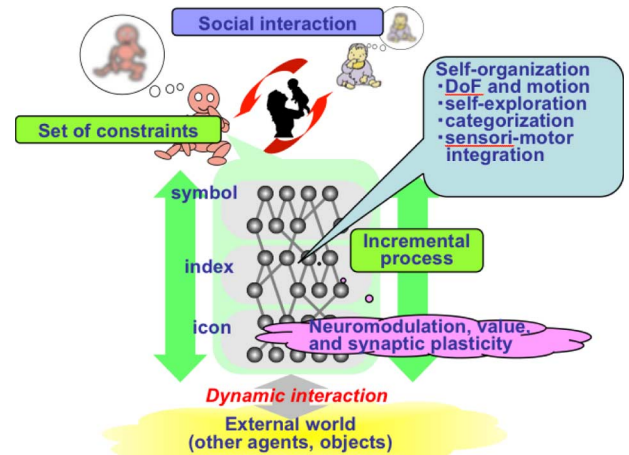 Social interaction
Self-organization
・DoF and motion
・self-exploration
・categorization
・sensori-motor
integration
Set of constraints
symbol
Incremental
process
index
icon
Neuromodulation, value,
and synaptic plasticity
Dynamic interaction
External world
(other agents, objects)